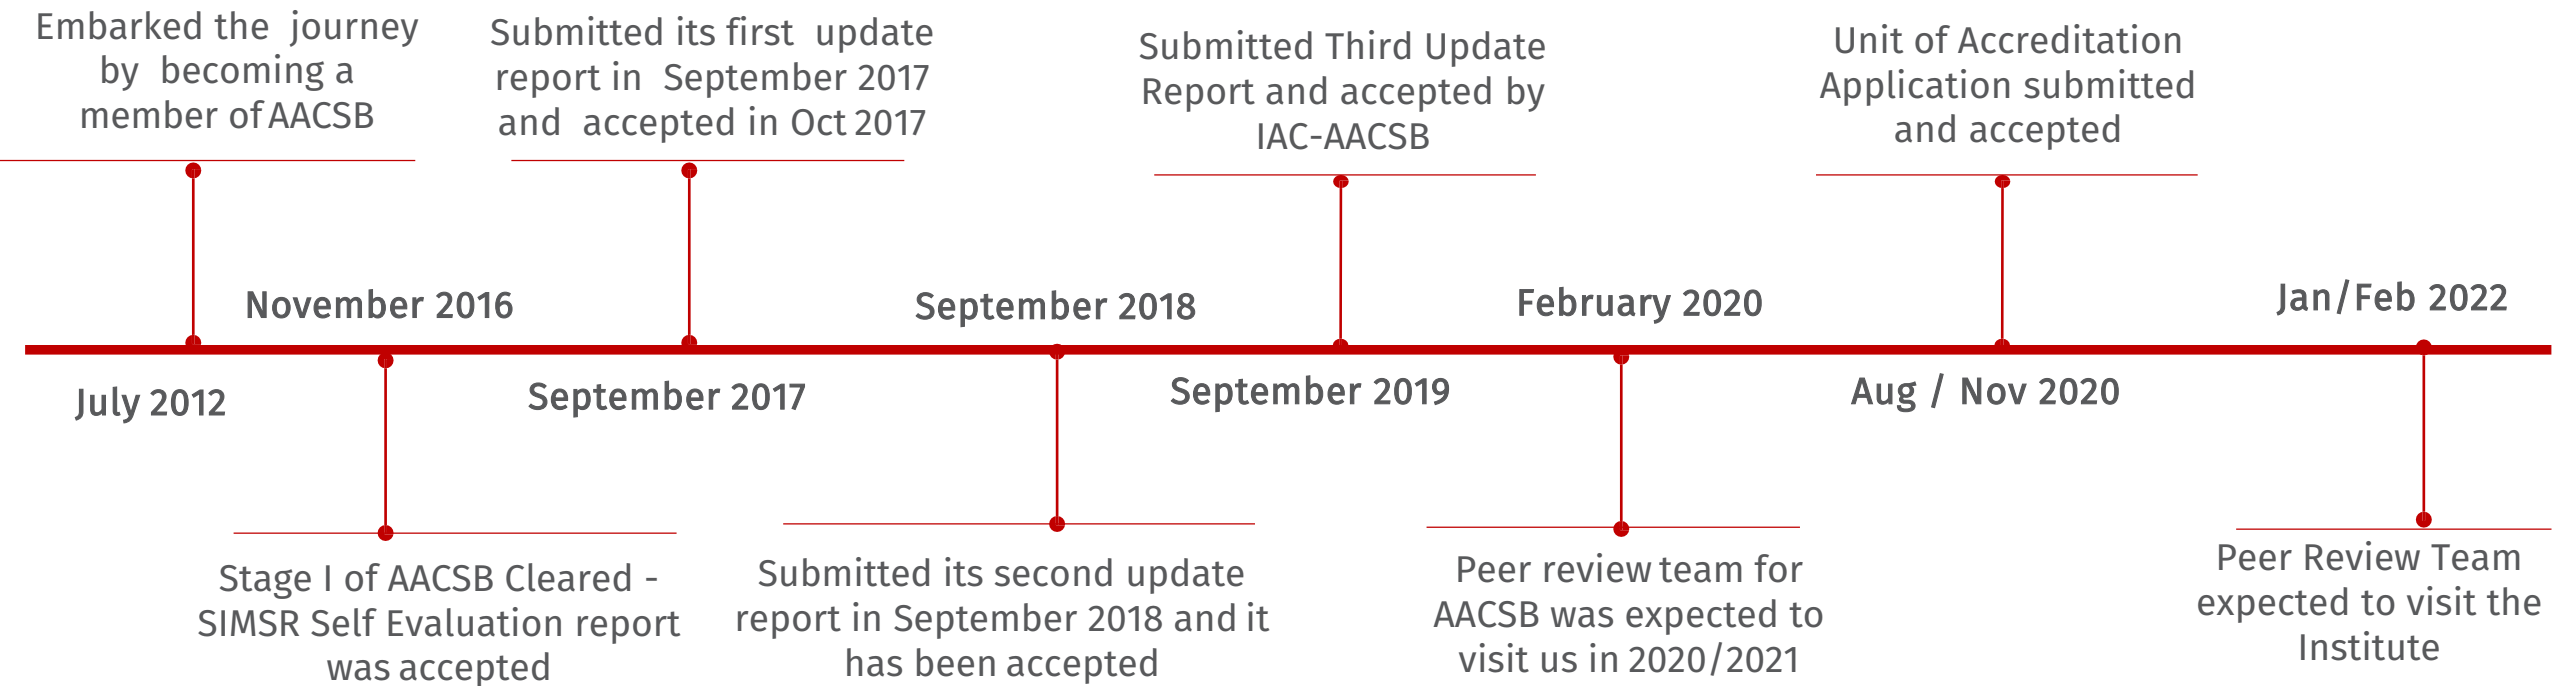 Embarked the journey
by becoming a
member of AACSB
Submitted its first update
report in September 2017
and accepted in Oct 2017
Submitted Third Update
Report and accepted by
IAC-AACSB
Unit of Accreditation
Application submitted
and accepted
November 2016
September 2018
February 2020
Jan/Feb 2022
July 2012
September 2017
September 2019
Aug / Nov 2020
Stage I of AACSB Cleared -
SIMSR Self Evaluation report
was accepted
Submitted its second update
report in September 2018 and it
has been accepted
Peer review team for
AACSB was expected to
visit us in 2020/2021
Peer Review Team
expected to visit the
Institute